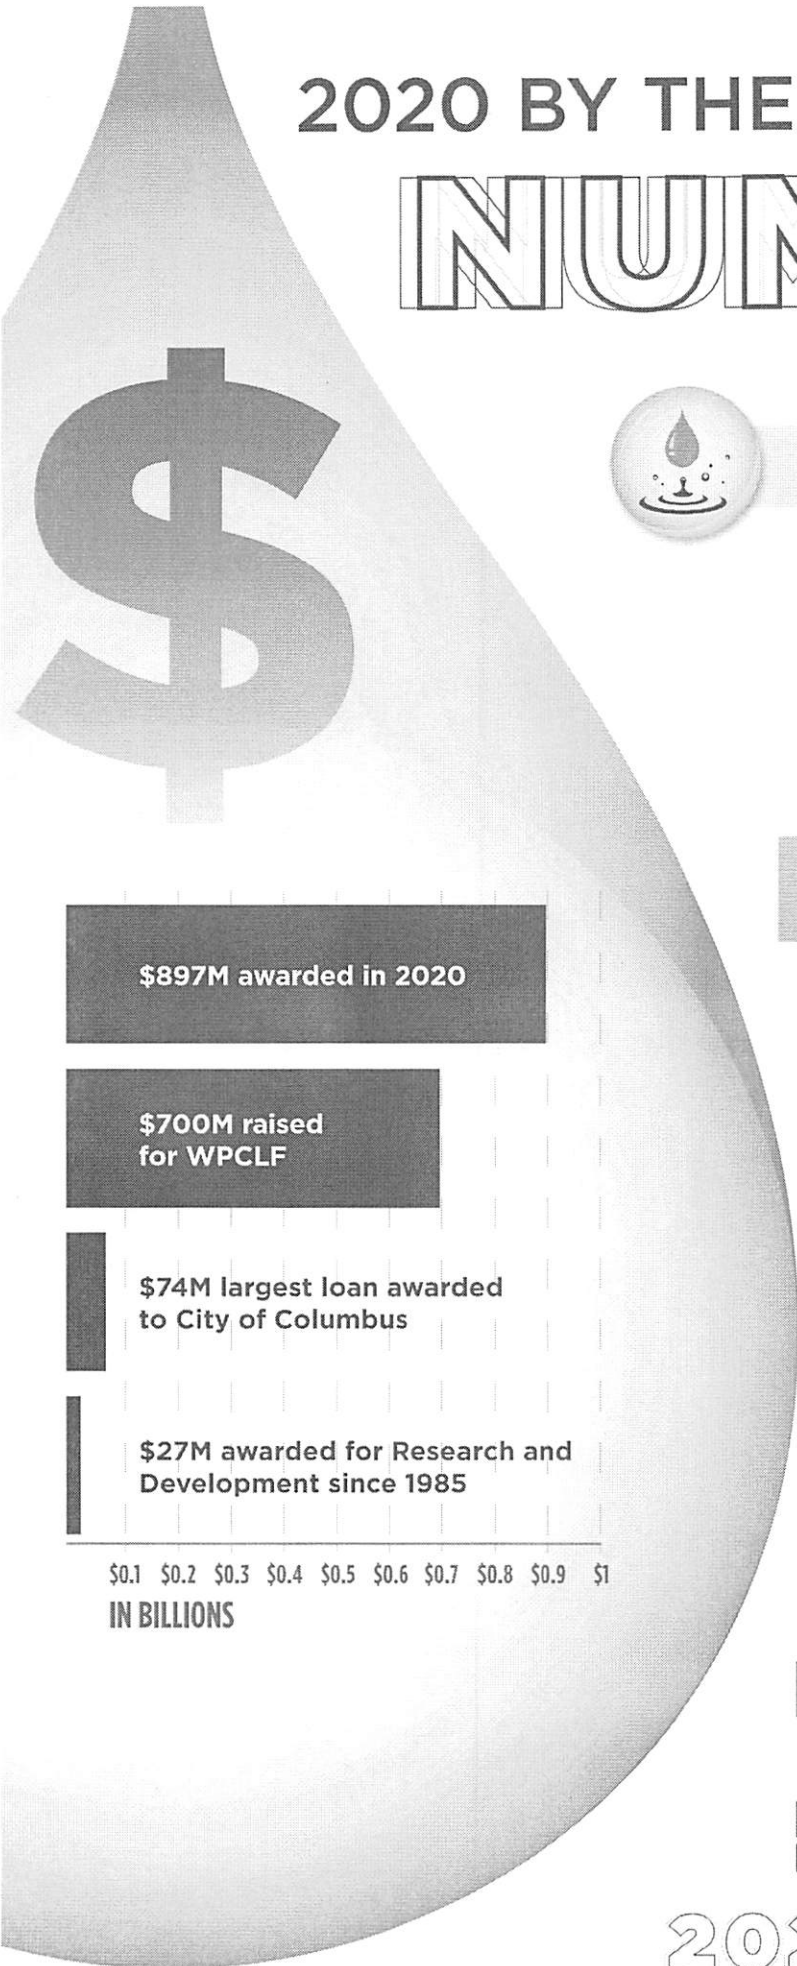 2020 BY THE
$
$897M awarded in 2020
$700M raised
for WPCLF
$74M largest loan awarded
to City of Columbus
$27M awarded for Research and
Development since 1985
$0.1 $0.2 $0.3 $0.4 $0.5 $0.6 $0.7 $0.8 $0.9 $1
IN BILLIONS